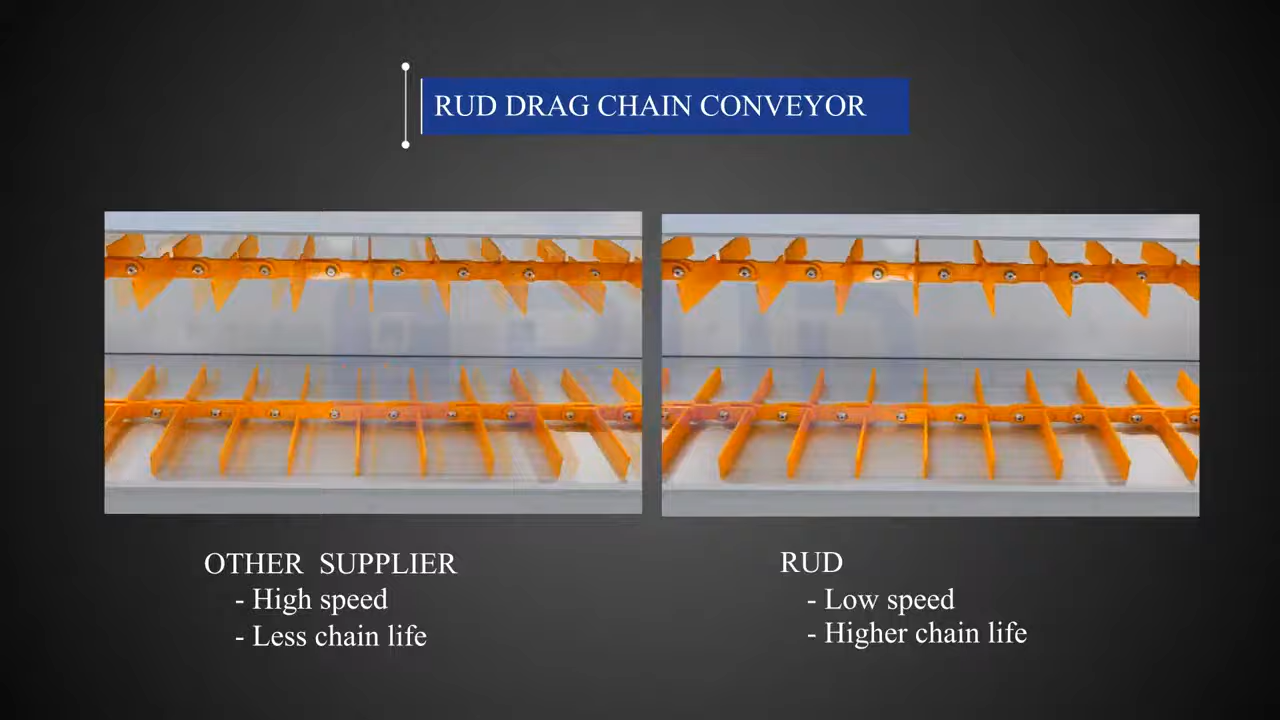 RUD DRAG CHAIN CONVEYOR
OTHER SUPPLIER
- High speed
- Less chain life
RUD
- Low speed
- Higher chain life